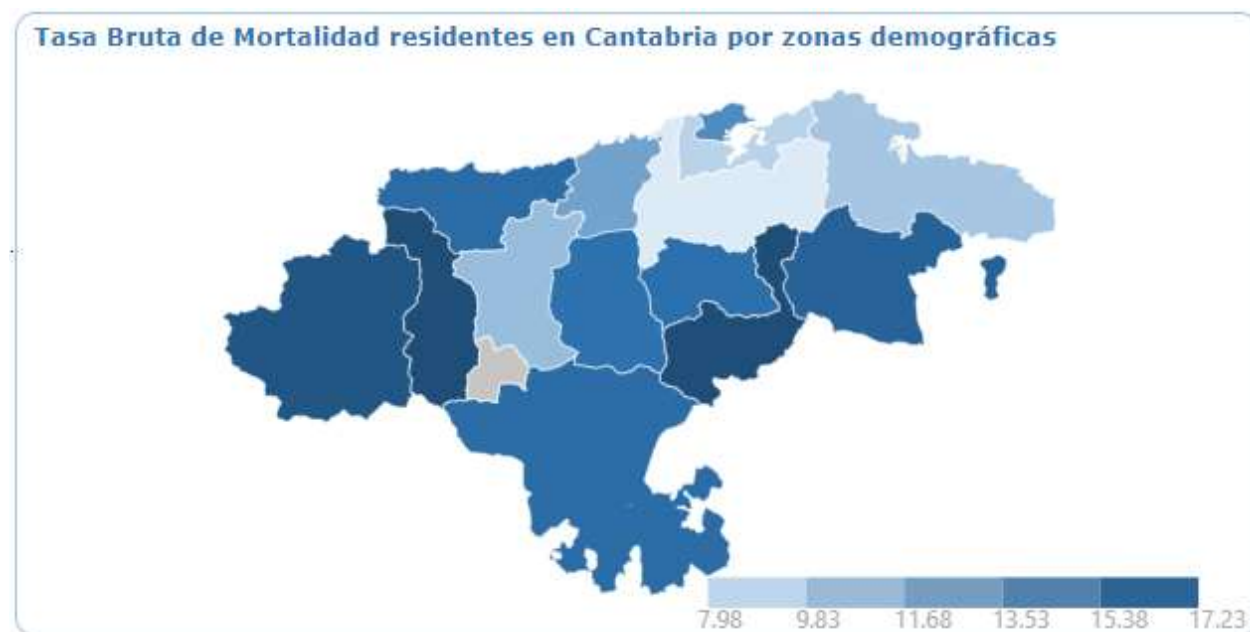 Tasa Bruta de Mortalidad residentes en Cantabria por zonas demográficas
7.98 9.83 11.68 13.53 15.38 17.23